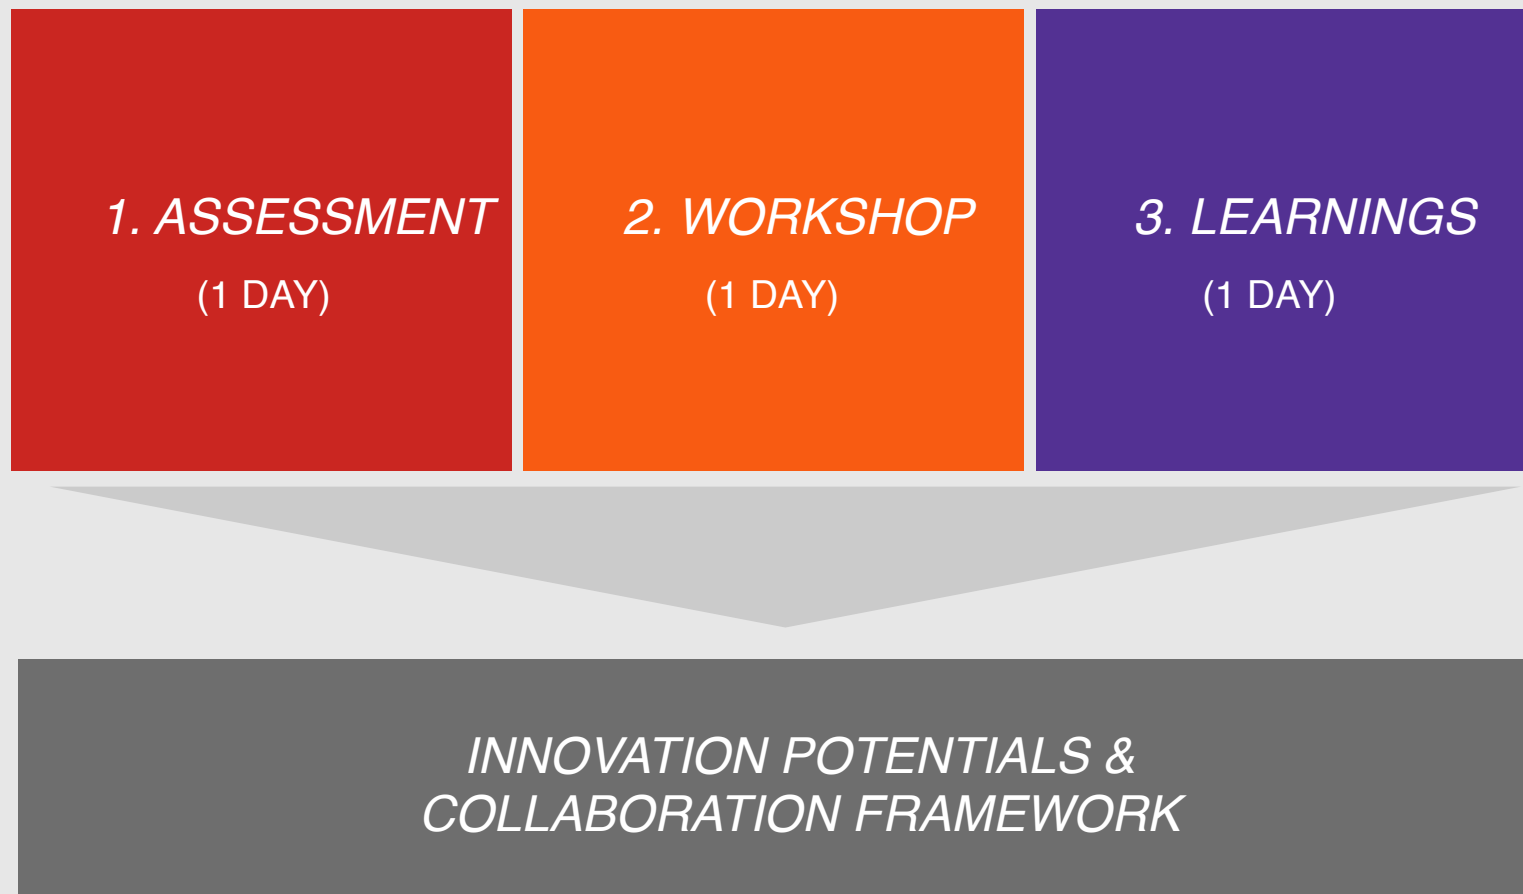 1. ASSESSMENT
(1 DAY)
2. WORKSHOP
(1 DAY)
3. LEARNINGS
(1 DAY)
INNOVATION POTENTIALS &
COLLABORATION FRAMEWORK